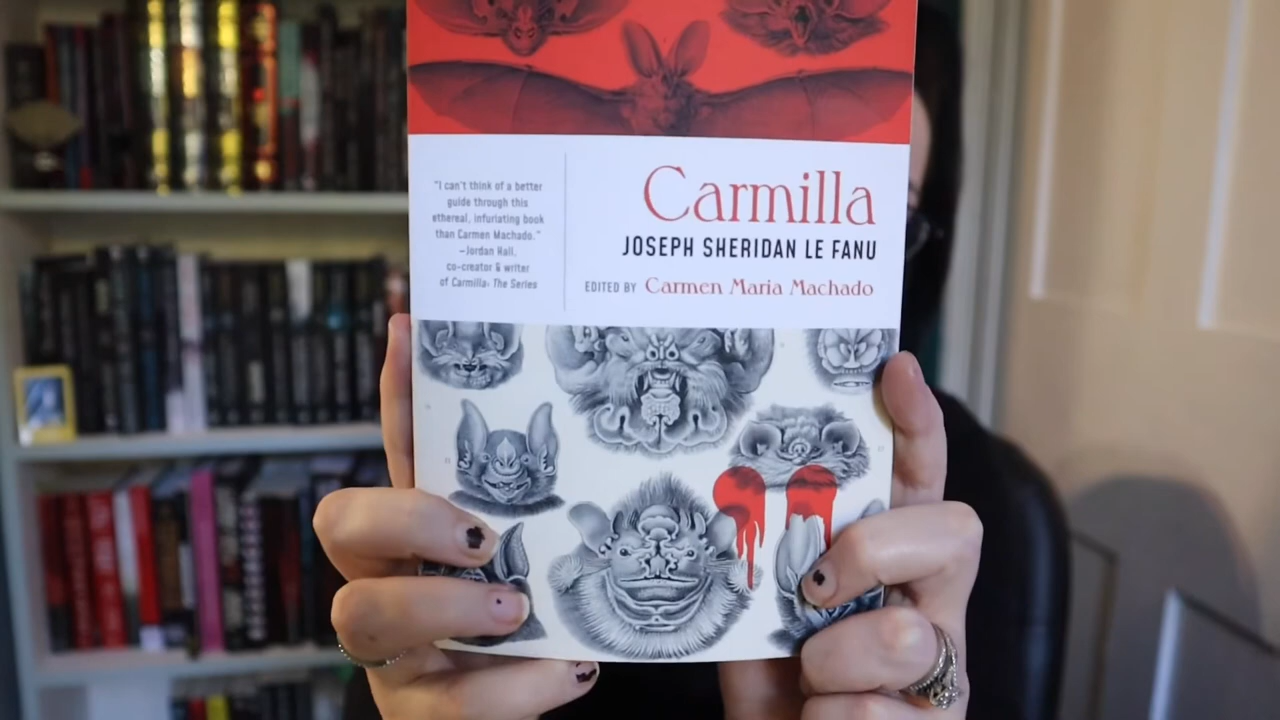 "I can't think of a better
guide through this
ethereal, infuriating book
than Carmen Machado."
—Jordan Hall,
co-creator & writer
of Carmilla: The Series
Carmilla
JOSEPH SHERIDAN LE FANU
EDITED BY Carmen Maria Machado